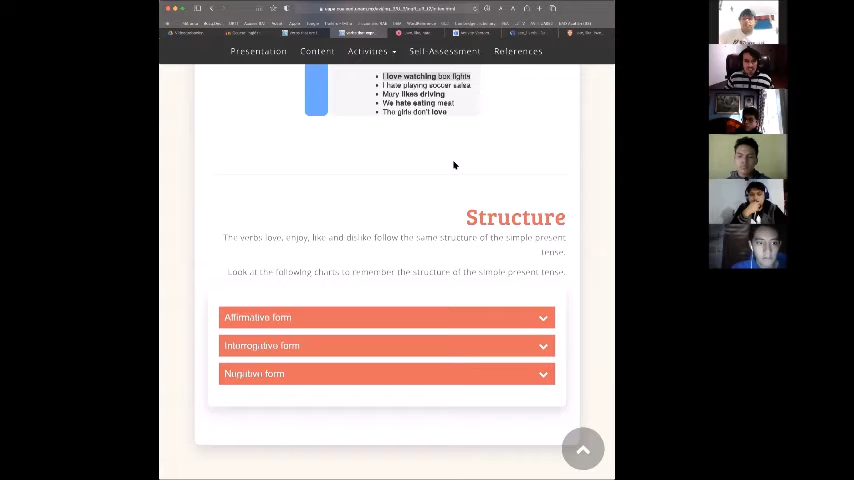 Presentation Content Activities Self-Assessment References
I love watching box fights
I hate playing soccer salsa
Mary likes driving
We hate eating meat
The girls don't love
Structure
The verbs love, enjoy, like and dislike follow the same structure of the simple present
tense.
Look at the following charts to remember the structure of the simple present tense.
Affirmative form
Interrogative form
Negative form